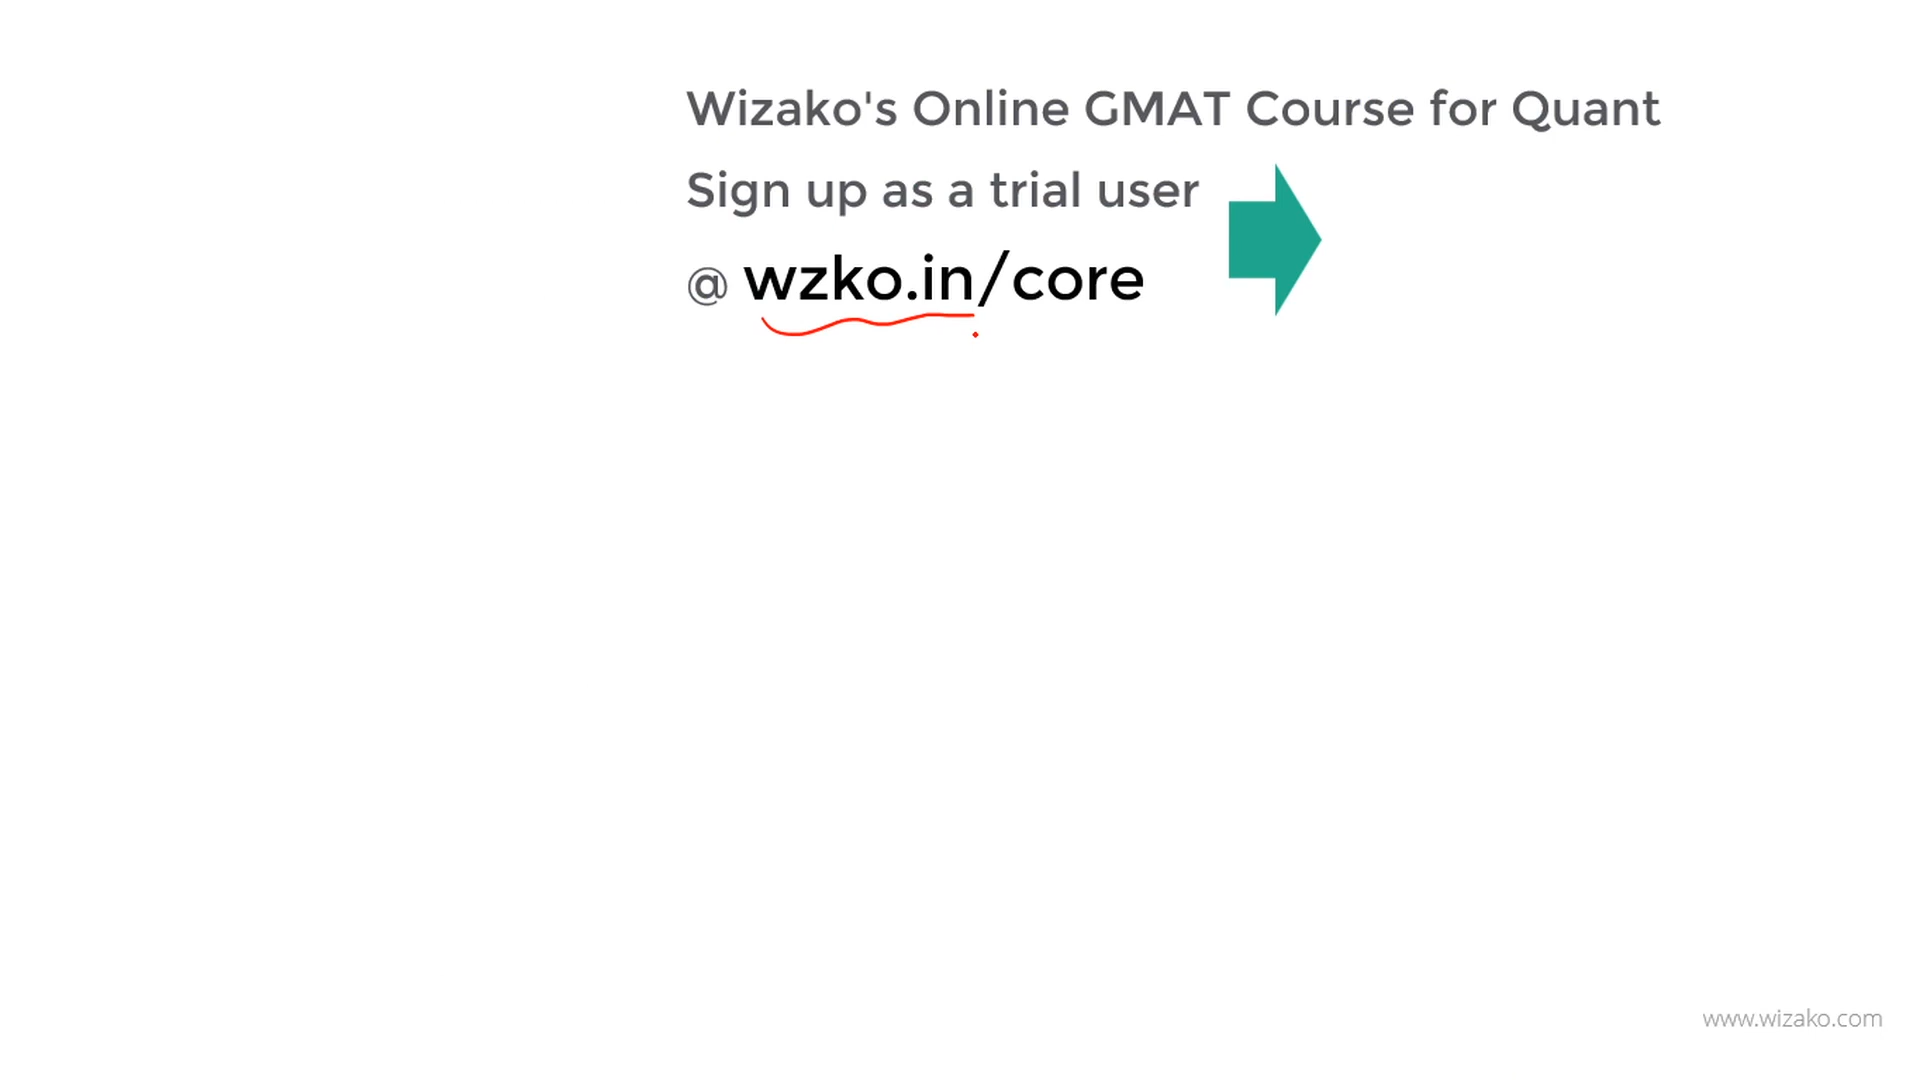 Wizako's Online GMAT Course for Quant
Sign up as a trial user
@ wzko.in/core
www.wizako.com